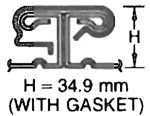 H
H = 34.9 mm
(WITH GASKET)